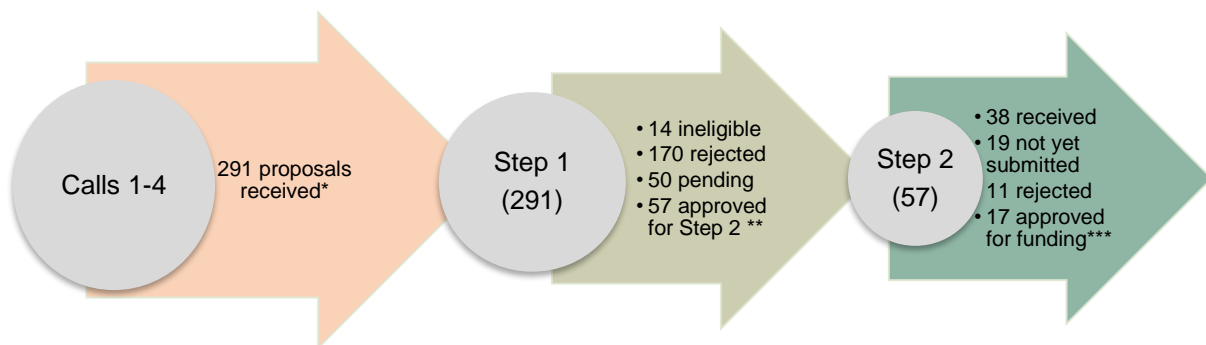 Calls 1-4
291 proposals
received*
Step 1
(291)
• 14 ineligible
• 170 rejected
• 50 pending
• 57 approved
for Step 2 **
Step 2
(57)
• 38 received
• 19 not yet
submitted
11 rejected
• 17 approved
for funding***